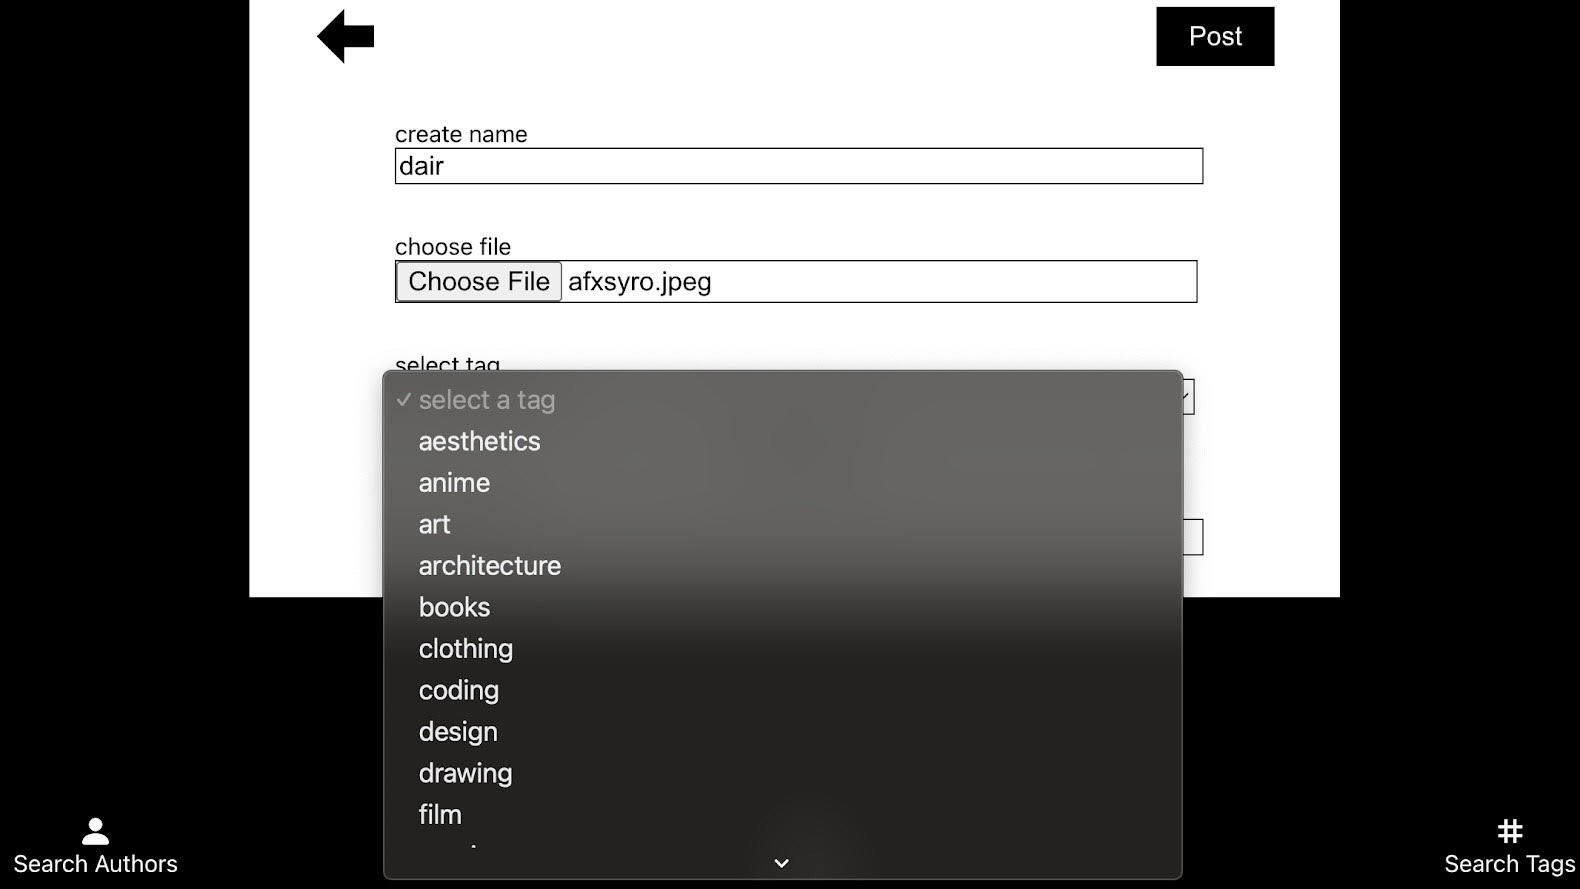 Post
create name
dair
choose file
Choose File afxsyro.jpeg
select tag
✓ select a tag
aesthetics
anime
art
architecture
books
clothing
coding
design
drawing
film
Search Authors
Search Tags